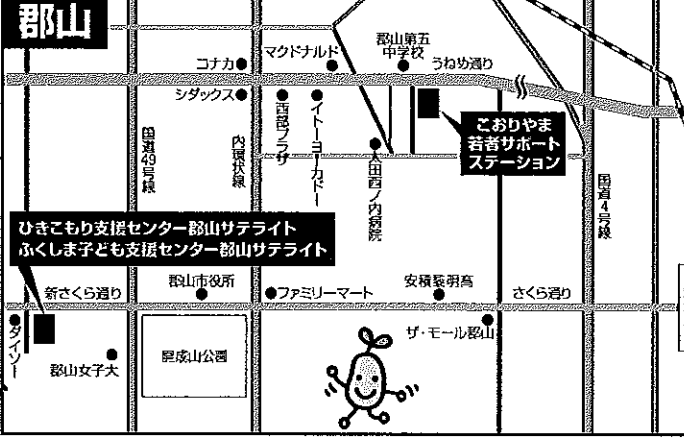 郡山
マクドナルド
郡山第五
中学校
コナカ
うねめ通り
シダックス
西部プラザ
イトーヨーカドー
太田西ノ内病院
こおりやま
若者サポート
ステーション
国道49号線
内環状線
国道4号線
ひきこもり支援センター郡山サテライト
ふくしま子ども支援センター郡山サテライト
新さくら通り
郡山市役所
ファミリーマート
安積黎明高
さくら通り
ダイソー
郡山女子大
開成山公園
ザ・モール郡山